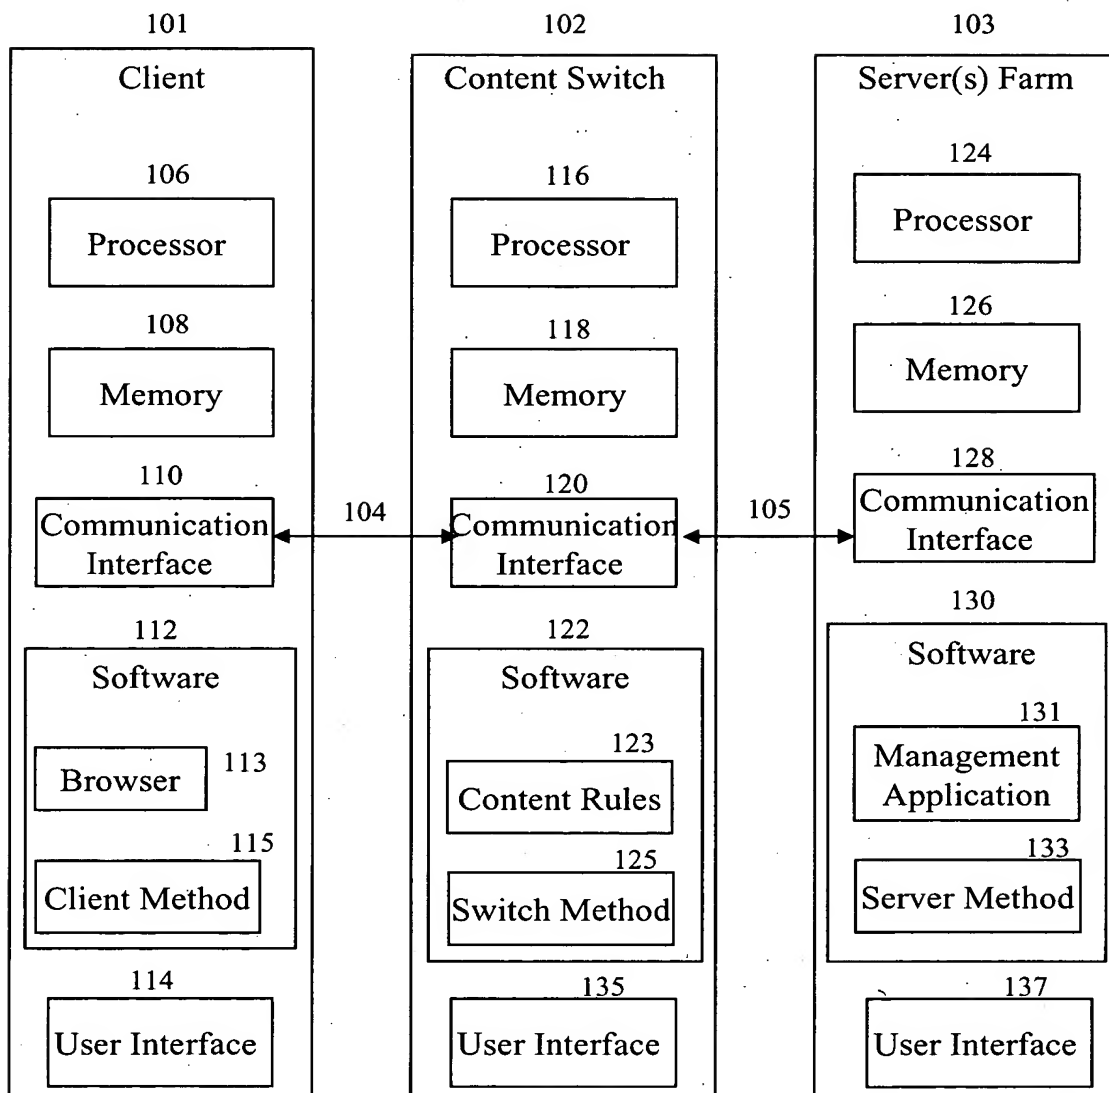 101
Client
106
Processor
108
Memory
110
Communication
Interface
104
112
Software
Browser
113
115
Client Method
114
User Interface
102
Content Switch
116
Processor
118
Memory
120
Communication
Interface
105
122
Software
123
Content Rules
125
Switch Method
135
User Interface
103
Server(s) Farm
124
Processor
126
Memory
128
Communication
Interface
130
Software
131
Management
Application
133
Server Method
137
User Interface